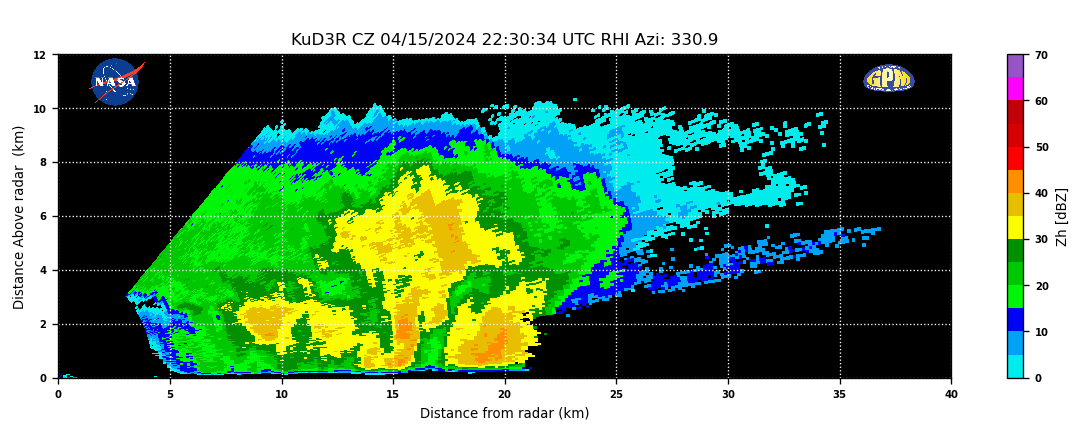 KuD3R CZ 04/15/2024 22:30:34 UTC RHI Azi: 330.9
12
10
8
6
4
2
0
Distance Above radar (km)
NASA
GPM
0 5 10 15 20 25 30 35 40
Distance from radar (km)
70
60
50
40
30
20
10
0
Zh [dBZ]